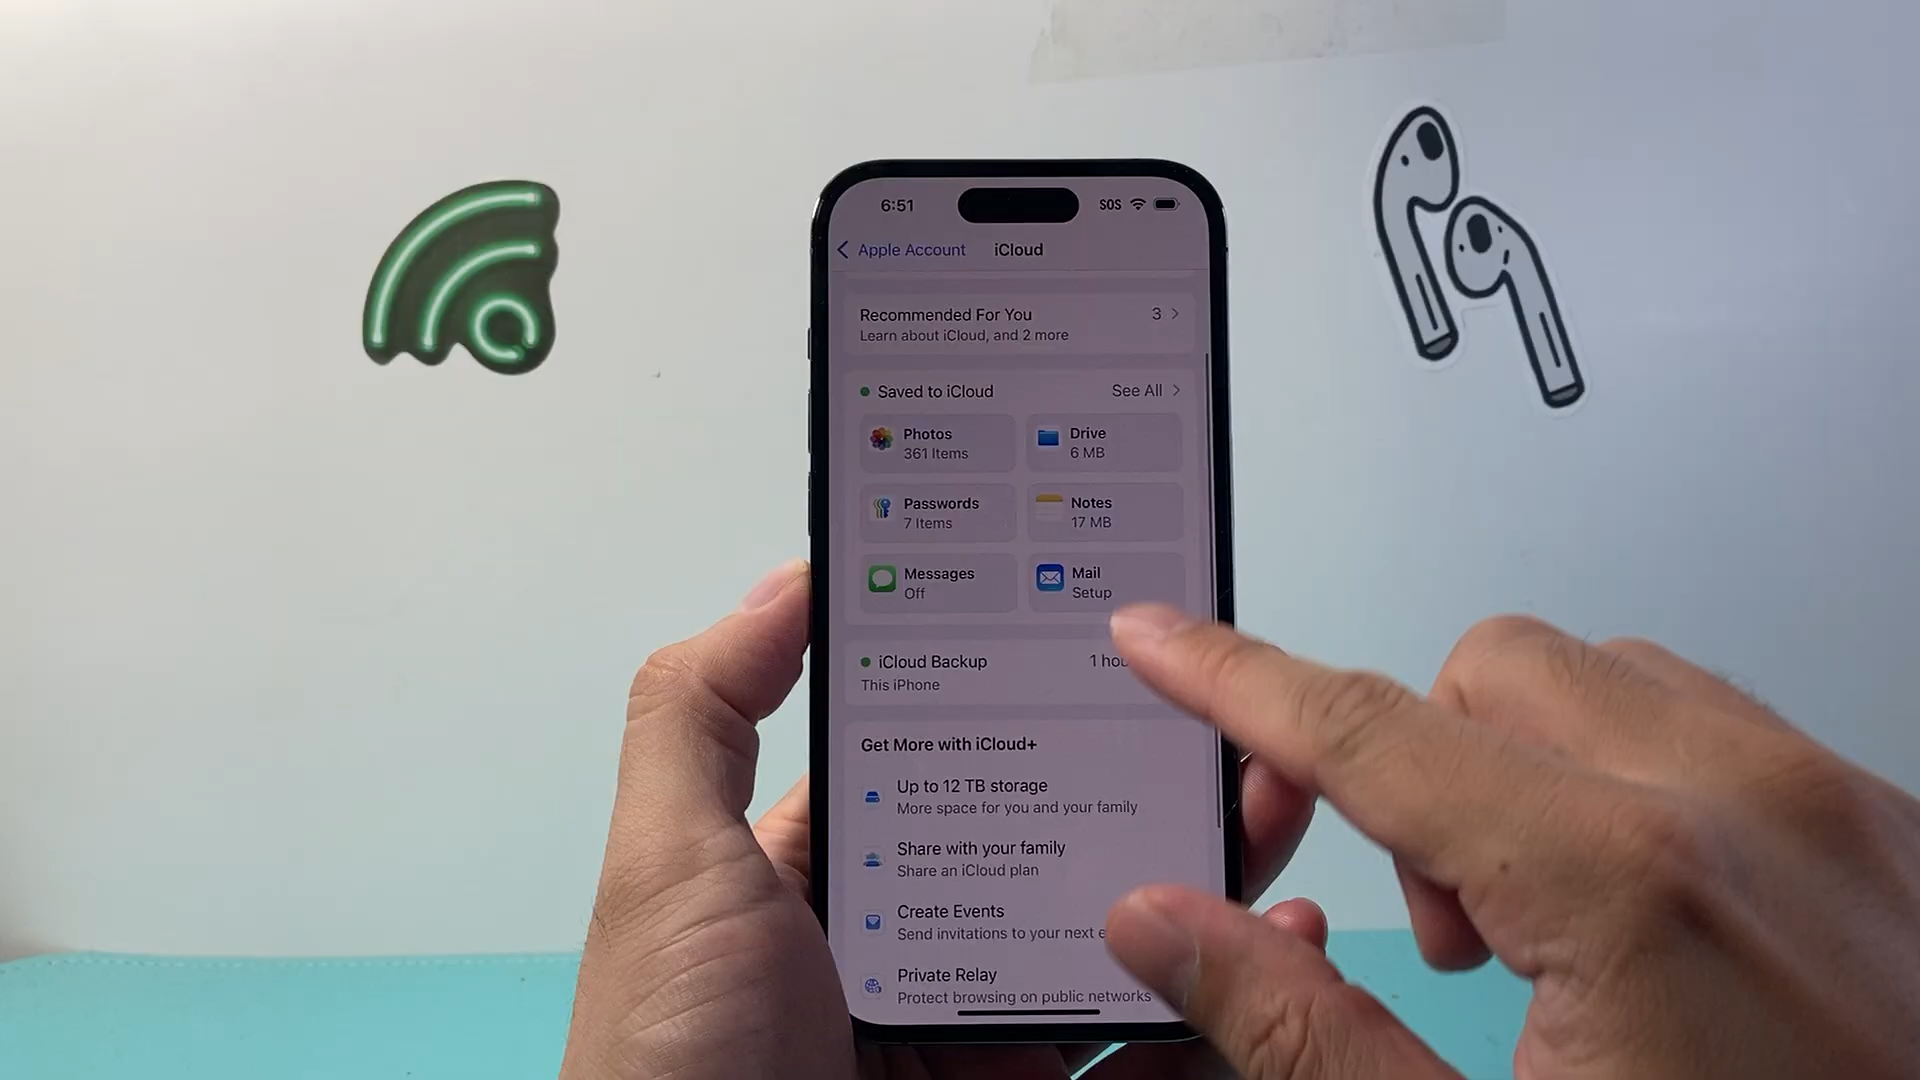 6:51
SOS
Apple Account
iCloud
Recommended For You
3
Learn about iCloud, and 2 more
Saved to iCloud
See All
Photos
361 Items
Drive
6 MB
Passwords
7 Items
Notes
17 MB
Messages
Off
Mail
Setup
iCloud Backup
1
This iPhone
Get More with iCloud+
Up to 12 TB storage
More space for you and your family
Share with your family
Share an iCloud plan
Create Events
Send invitations to your next
Private Relay
Protect browsing on public networks